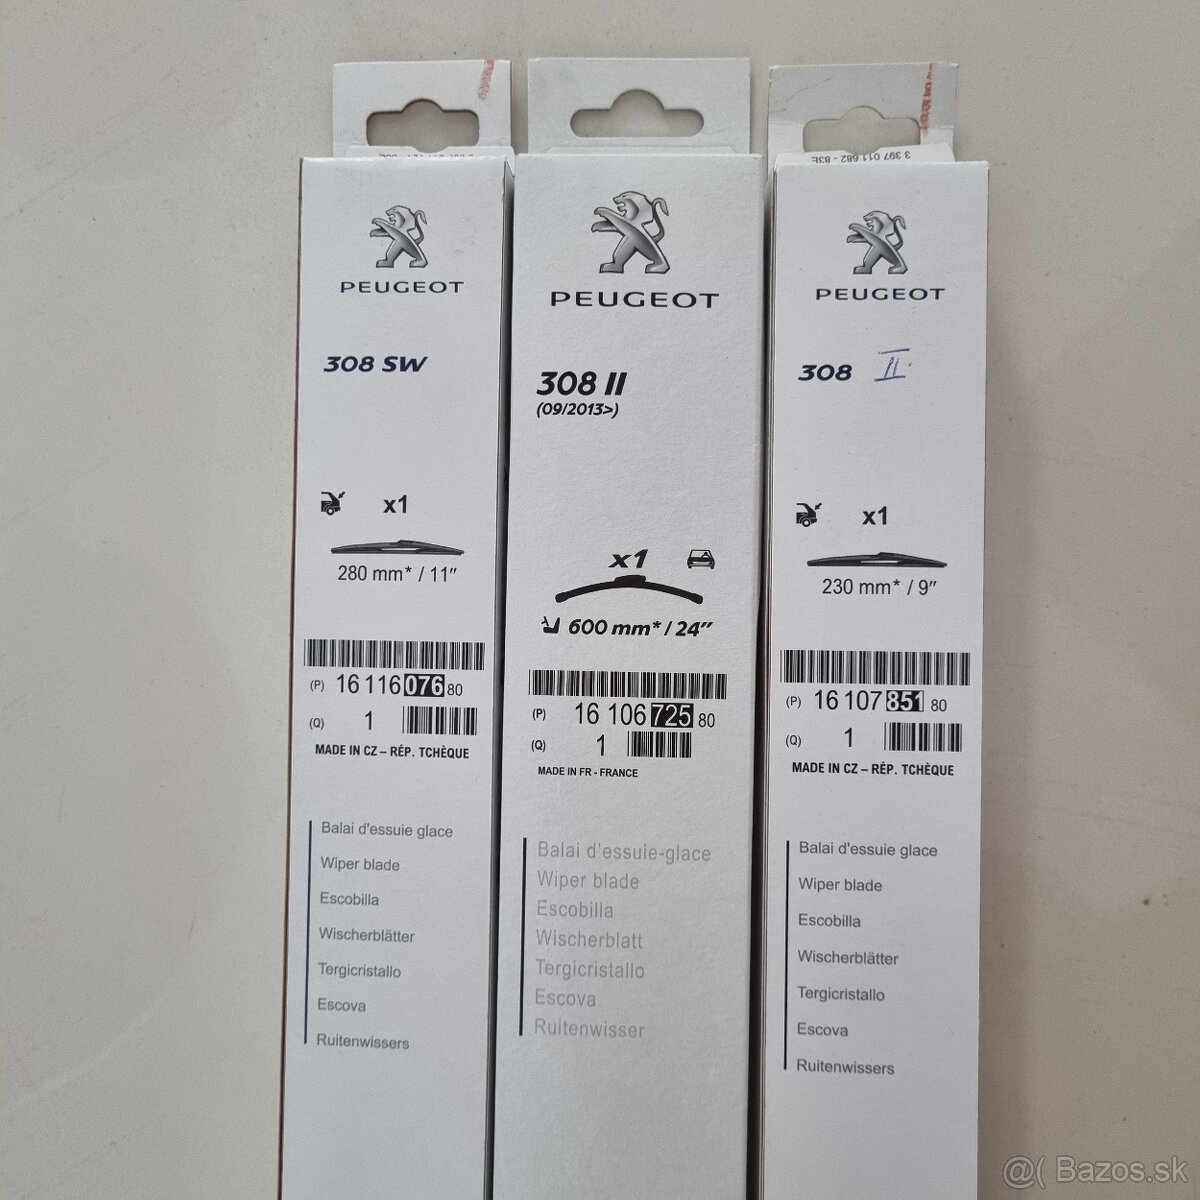 PEUGEOT
308 SW
x1
280 mm* / 11″
(P) 16 116 076 80
(Q) 1
MADE IN CZ – RÉP. TCHÈQUE
Balai d'essuie glace
Wiper blade
Escobilla
Wischerblätter
Tergicristallo
Escova
Ruitenwissers
PEUGEOT
308 II
(09/2013>)
x1
600 mm* / 24″
(P) 16 106 725 80
(Q) 1
MADE IN FR - FRANCE
Balai d'essuie-glace
Wiper blade
Escobilla
Wischerblatt
Tergicristallo
Escova
Ruitenwisser
3 397 011 682 - 83E
PEUGEOT
308 II
x1
230 mm* / 9″
(P) 16 107 851 80
(Q) 1
MADE IN CZ – RÉP. TCHÈQUE
Balai d'essuie glace
Wiper blade
Escobilla
Wischerblätter
Tergicristallo
Escova
Ruitenwissers
@( Bazos.sk